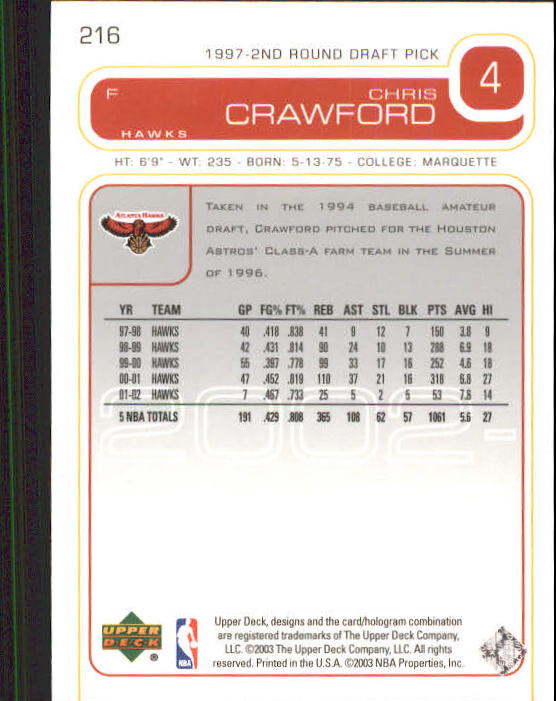 216
1997-2ND ROUND DRAFT PICK
4
F
CHRIS
CRAWFORD
HAWKS
HT: 6'9" - WT: 235 - BORN: 5-13-75 - COLLEGE: MARQUETTE
ATLANTA HAWKS
TAKEN IN THE 1994 BASEBALL AMATEUR
DRAFT, CRAWFORD PITCHED FOR THE HOUSTON
ASTROS' CLASS-A FARM TEAM IN THE SUMMER
OF 1996.
YR TEAM GP FG% FT% REB AST STL BLK PTS AVG HI
97-98 HAWKS 40 .418 .838 41 9 12 7 150 3.8 9
98-99 HAWKS 42 .431 .814 90 24 10 13 288 6.9 18
99-00 HAWKS 55 .397 .778 99 33 17 16 252 4.6 18
00-01 HAWKS 47 .452 .819 110 37 21 16 318 6.8 27
01-02 HAWKS 7 .467 .733 25 5 2 5 53 7.6 14
5 NBA TOTALS 191 .429 .808 365 108 62 57 1061 5.6 27
2002-
UPPER
DECK
®
NBA
Upper Deck, designs and the card/hologram combination
are registered trademarks of The Upper Deck Company,
LLC. ©2003 The Upper Deck Company, LLC. All rights
reserved. Printed in the U.S.A. ©2003 NBA Properties, Inc.